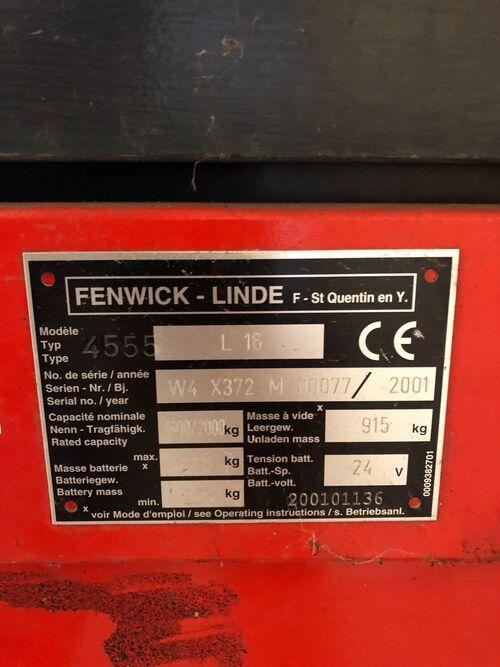 FENWICK - LINDE F - St Quentin en Y.
Modèle
Typ
Type
4555 L 16
CE
No. de série / année
Serien - Nr. / Bj.
Serial no. / year
W4 X372 M 00077 / 2001
Capacité nominale
Nenn - Tragfähigk.
Rated capacity
kg
Masse à vide x
Leergew.
Unladen mass
915 kg
Masse batterie x
Batteriegew.
Battery mass
max. kg
min. kg
Tension batt.
Batt.-Sp.
Batt.-volt.
24 V
200101136
x voir Mode d'emploi / see Operating instructions / s. Betriebsanl.
0009382701